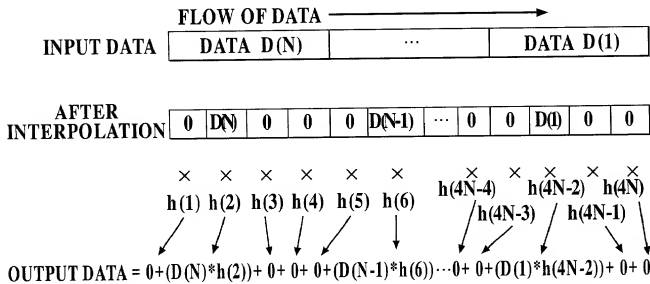 FLOW OF DATA
INPUT DATA DATA D(N) ... DATA D(1)
AFTER
INTERPOLATION 0 D(N) 0 0 0 D(N-1) ... 0 0 D(1) 0 0
× × × × × × × × × × ×
h(1) h(2) h(3) h(4) h(5) h(6) h(4N-4) h(4N-2) h(4N)
h(4N-3) h(4N-1)
OUTPUT DATA = 0+(D(N)*h(2))+ 0+ 0+ 0+(D(N-1)*h(6))...0+ 0+(D(1)*h(4N-2))+ 0+ 0